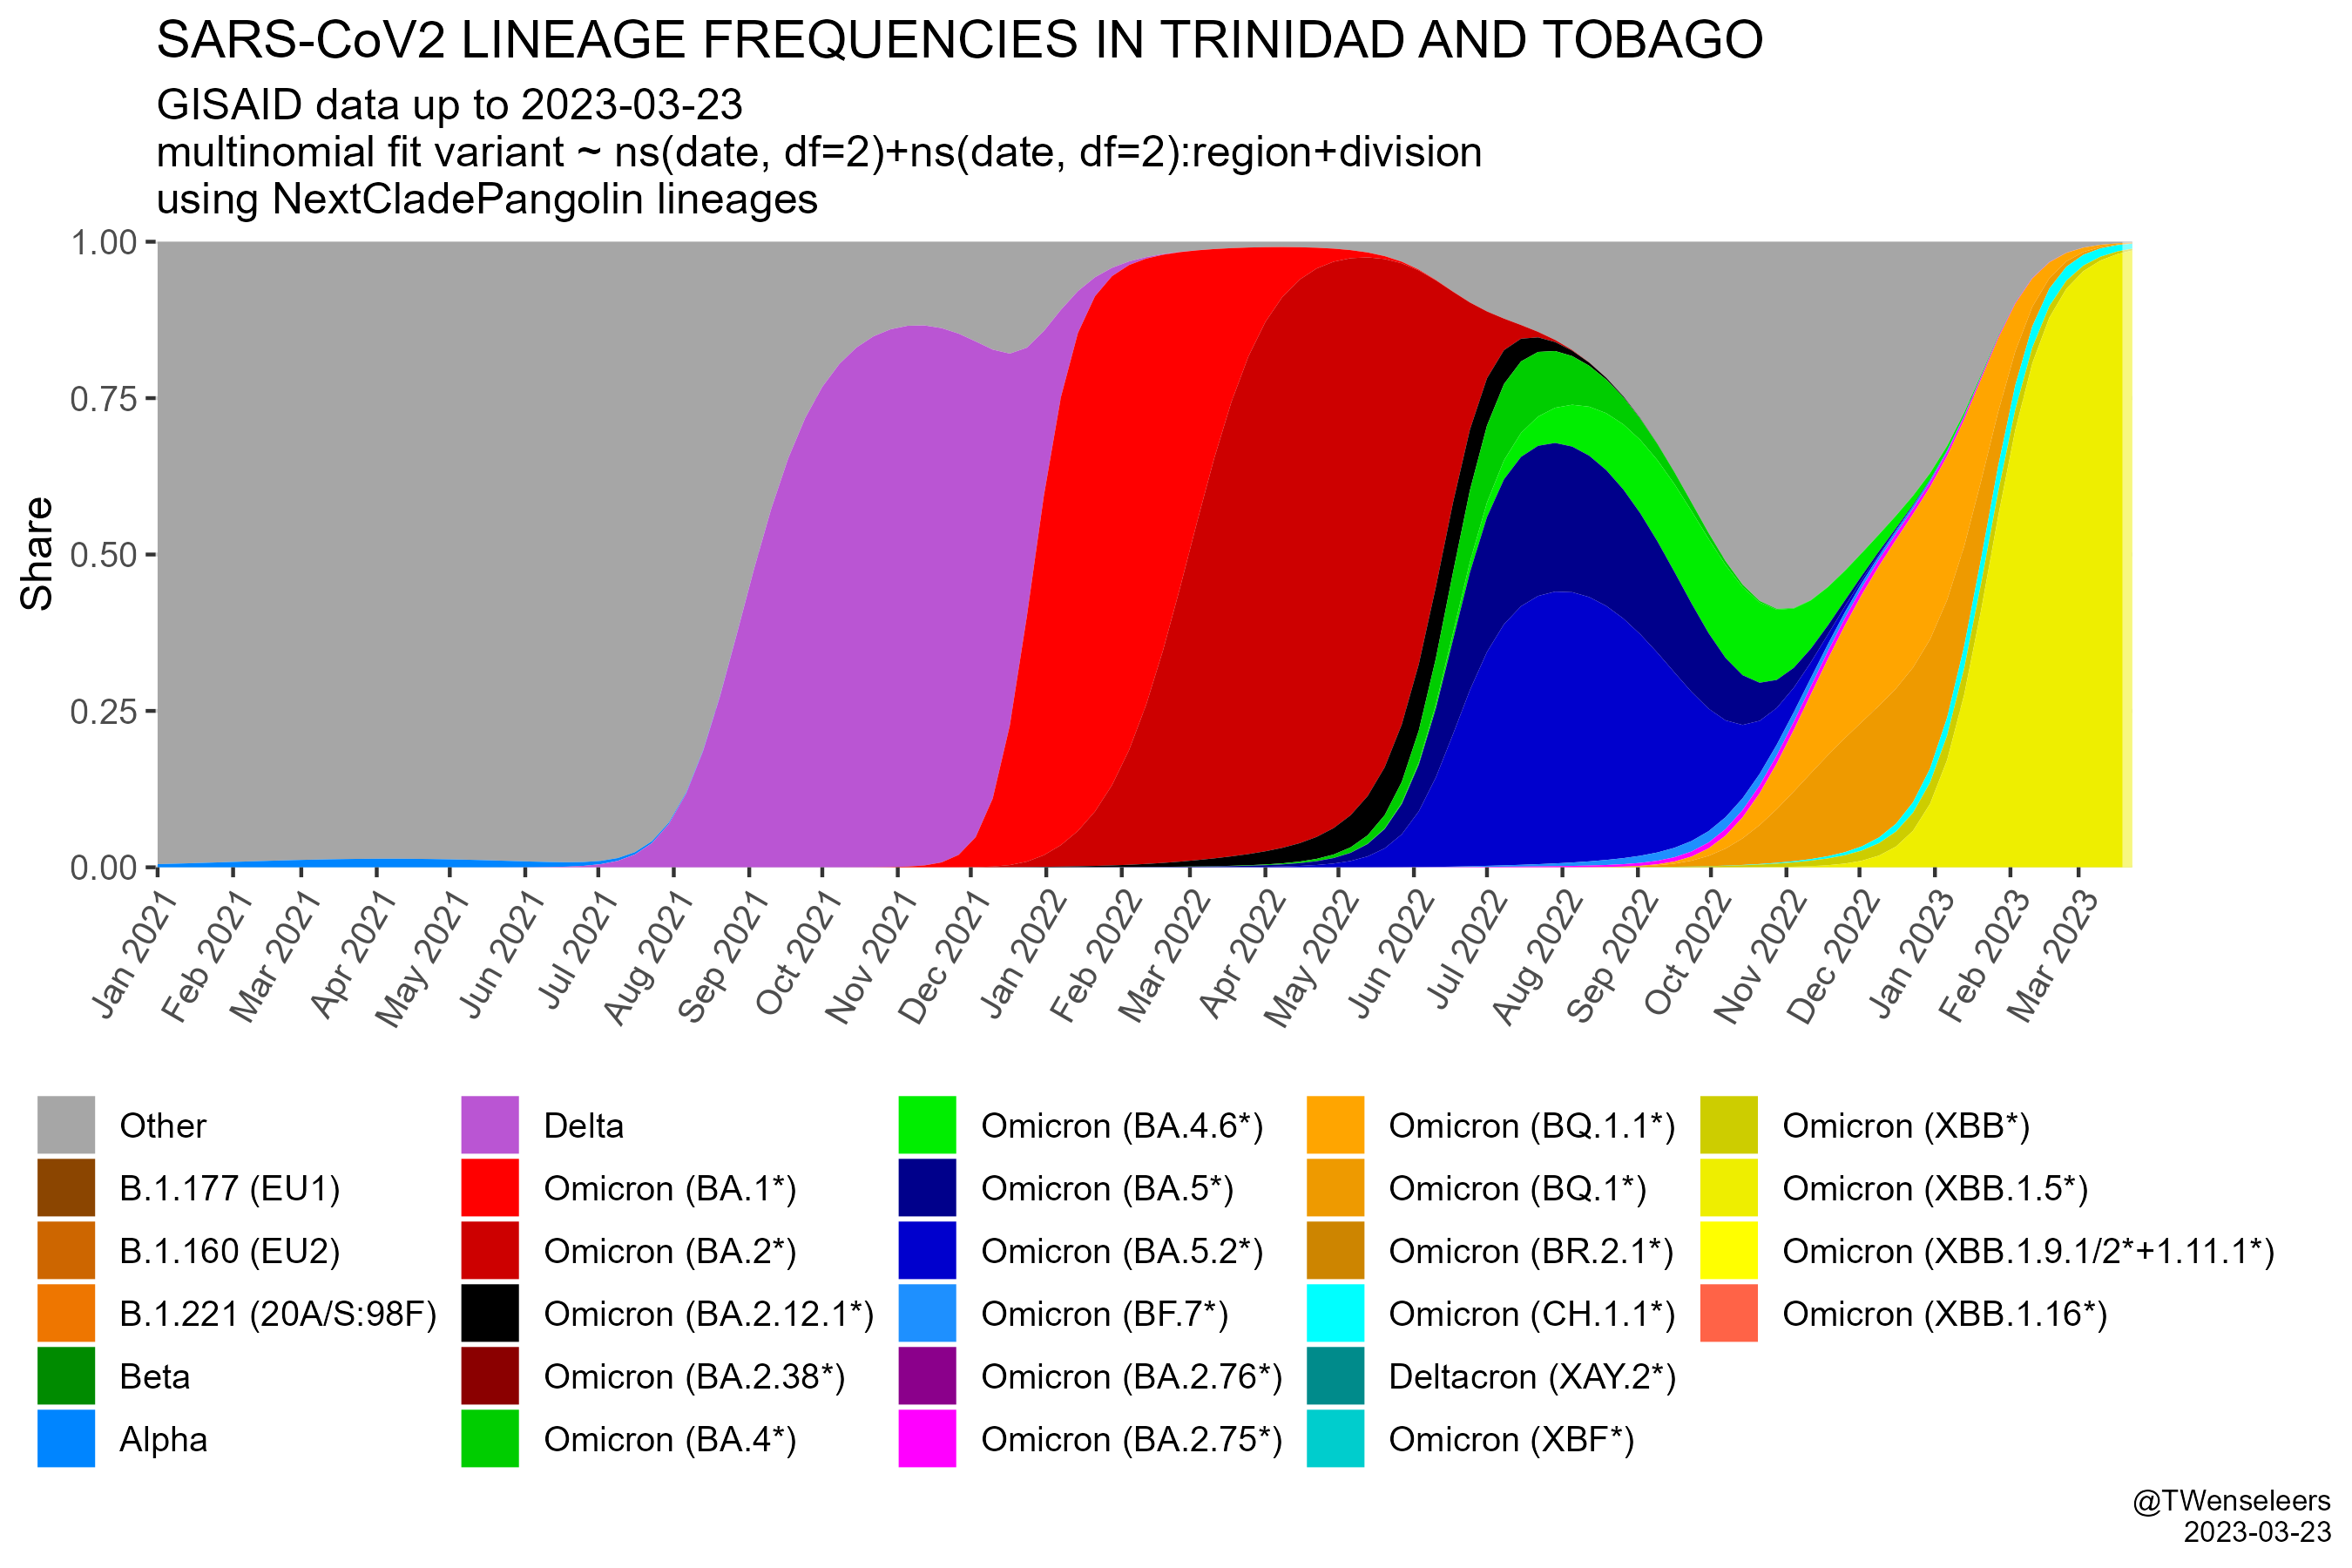 SARS-CoV2 LINEAGE FREQUENCIES IN TRINIDAD AND TOBAGO
GISAID data up to 2023-03-23
multinomial fit variant ~ ns(date, df=2)+ns(date, df=2):region+division
using NextCladePangolin lineages
Share
1.00
0.75
0.50
0.25
0.00
Jan 2021
Feb 2021
Mar 2021
Apr 2021
May 2021
Jun 2021
Jul 2021
Aug 2021
Sep 2021
Oct 2021
Nov 2021
Dec 2021
Jan 2022
Feb 2022
Mar 2022
Apr 2022
May 2022
Jun 2022
Jul 2022
Aug 2022
Sep 2022
Oct 2022
Nov 2022
Dec 2022
Jan 2023
Feb 2023
Mar 2023
Other
B.1.177 (EU1)
B.1.160 (EU2)
B.1.221 (20A/S:98F)
Beta
Alpha
Delta
Omicron (BA.1*)
Omicron (BA.2*)
Omicron (BA.2.12.1*)
Omicron (BA.2.38*)
Omicron (BA.4*)
Omicron (BA.4.6*)
Omicron (BA.5*)
Omicron (BA.5.2*)
Omicron (BF.7*)
Omicron (BA.2.76*)
Omicron (BA.2.75*)
Omicron (BQ.1.1*)
Omicron (BQ.1*)
Omicron (BR.2.1*)
Omicron (CH.1.1*)
Deltacron (XAY.2*)
Omicron (XBF*)
Omicron (XBB*)
Omicron (XBB.1.5*)
Omicron (XBB.1.9.1/2*+1.11.1*)
Omicron (XBB.1.16*)
@TWenseleers
2023-03-23